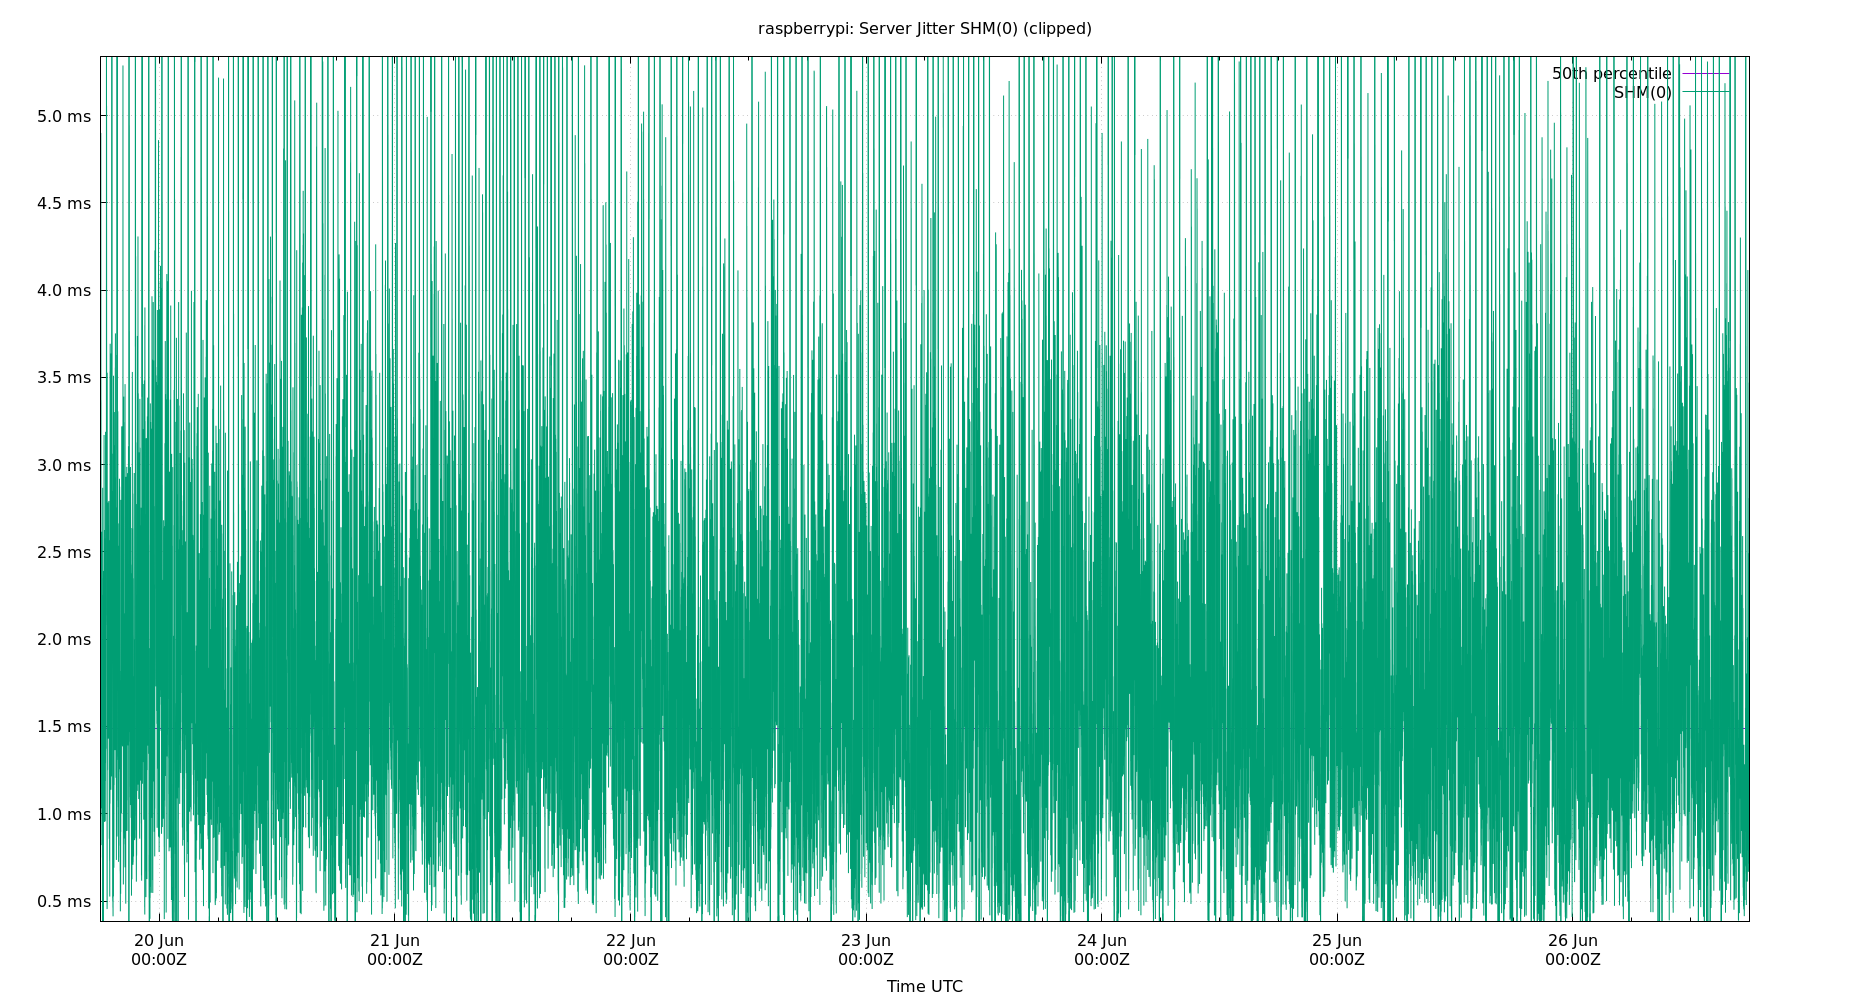 raspberrypi: Server Jitter SHM(0) (clipped)
50th percentile
SHM(0)
5.0 ms
4.5 ms
4.0 ms
3.5 ms
3.0 ms
2.5 ms
2.0 ms
1.5 ms
1.0 ms
0.5 ms
20 Jun 21 Jun 22 Jun 23 Jun 24 Jun 25 Jun 26 Jun
00:00Z 00:00Z 00:00Z 00:00Z 00:00Z 00:00Z 00:00Z
Time UTC